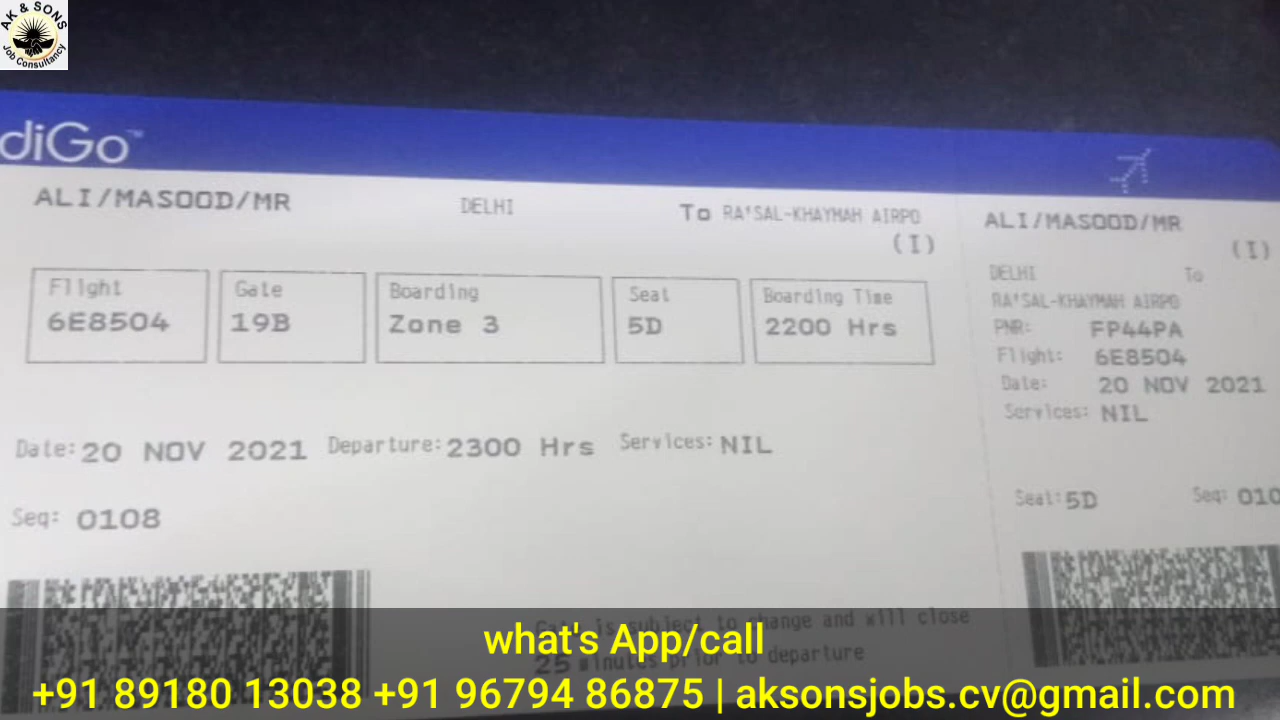 AK & SONS
Job Consultancy
diGo™
ALI/MASOOD/MR DELHI To RA'SAL-KHAYMAH AIRPO
(I)
Flight Gate Boarding Seat Boarding Time
6E8504 19B Zone 3 5D 2200 Hrs
Date: 20 NOV 2021 Departure: 2300 Hrs Services: NIL
Seq: 0108
Gate is subject to change and will close
25 minutes prior to departure
ALI/MASOOD/MR
(I)
DELHI To
RA'SAL-KHAYMAH AIRPO
PNR: FP44PA
Flight: 6E8504
Date: 20 NOV 2021
Services: NIL
Seat: 5D Seq: 010
what's App/call
+91 89180 13038 +91 96794 86875 | aksonsjobs.cv@gmail.com